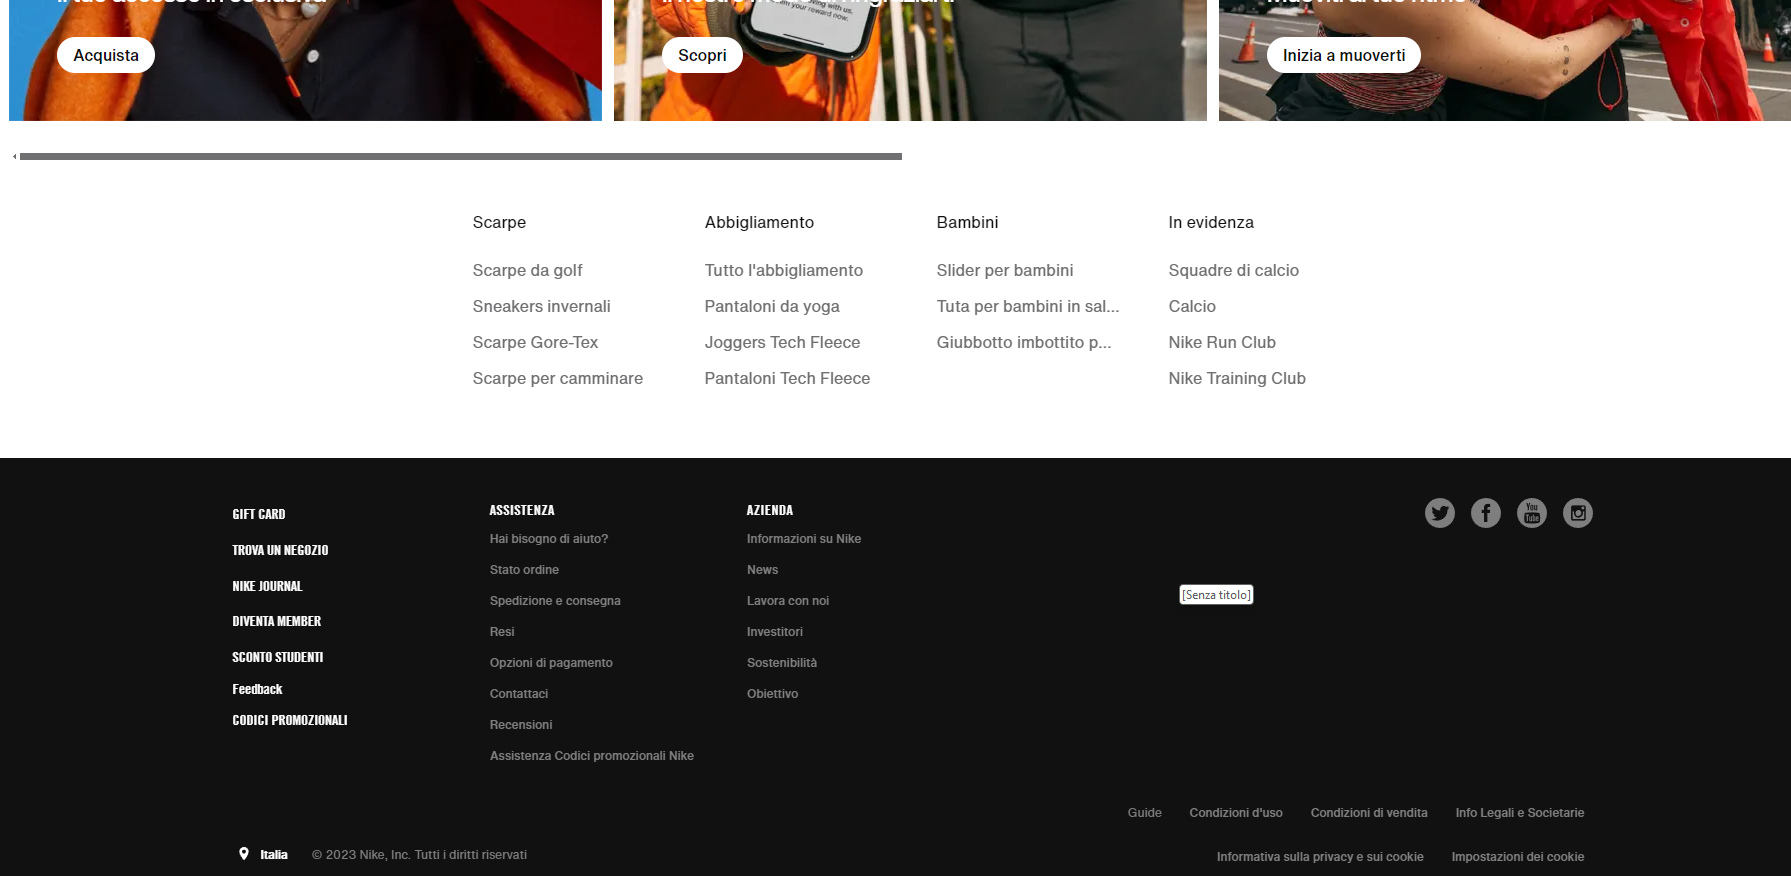 Acquista
Scopri
Inizia a muoverti
Scarpe
Scarpe da golf
Sneakers invernali
Scarpe Gore-Tex
Scarpe per camminare
Abbigliamento
Tutto l'abbigliamento
Pantaloni da yoga
Joggers Tech Fleece
Pantaloni Tech Fleece
Bambini
Slider per bambini
Tuta per bambini in sal...
Giubbotto imbottito p...
In evidenza
Squadre di calcio
Calcio
Nike Run Club
Nike Training Club
GIFT CARD
TROVA UN NEGOZIO
NIKE JOURNAL
DIVENTA MEMBER
SCONTO STUDENTI
Feedback
CODICI PROMOZIONALI
ASSISTENZA
Hai bisogno di aiuto?
Stato ordine
Spedizione e consegna
Resi
Opzioni di pagamento
Contattaci
Recensioni
Assistenza Codici promozionali Nike
AZIENDA
Informazioni su Nike
News
Lavora con noi
Investitori
Sostenibilità
Obiettivo
You
Tube
[Senza titolo]
Guide Condizioni d'uso Condizioni di vendita Info Legali e Societarie
Italia © 2023 Nike, Inc. Tutti i diritti riservati
Informativa sulla privacy e sui cookie Impostazioni dei cookie